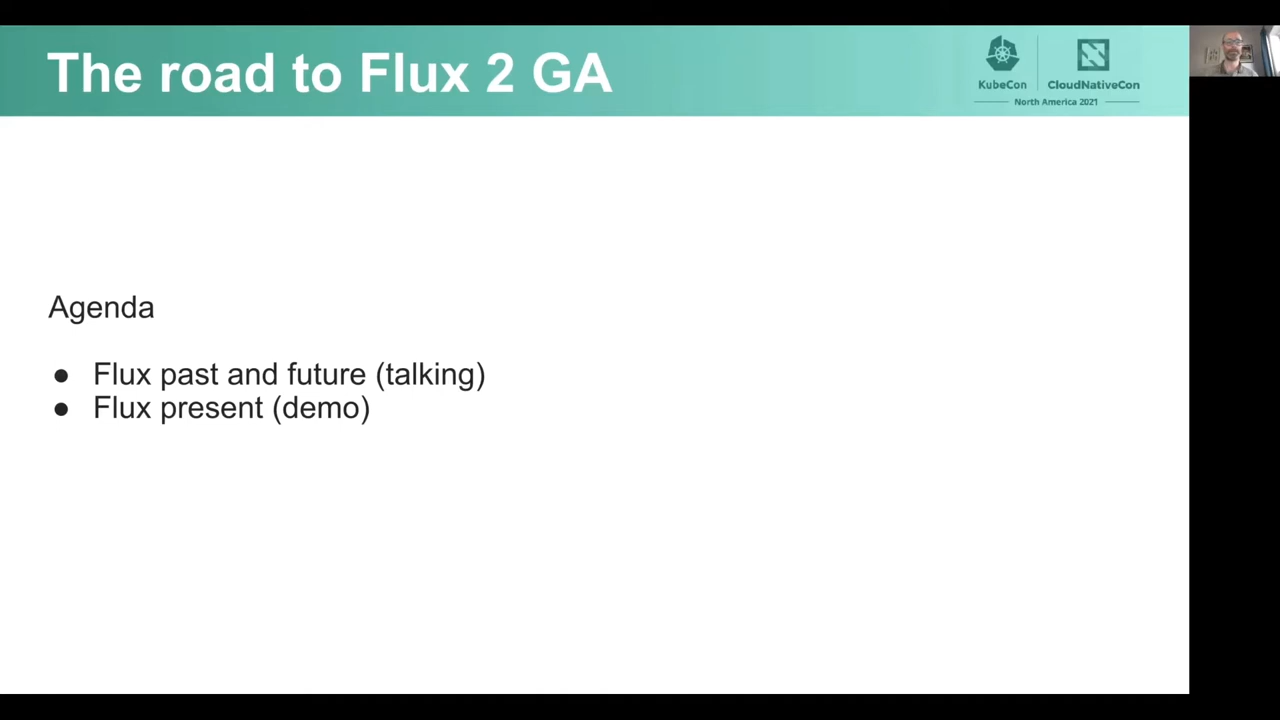 The road to Flux 2 GA
KubeCon
CloudNativeCon
North America 2021
Agenda
● Flux past and future (talking)
● Flux present (demo)